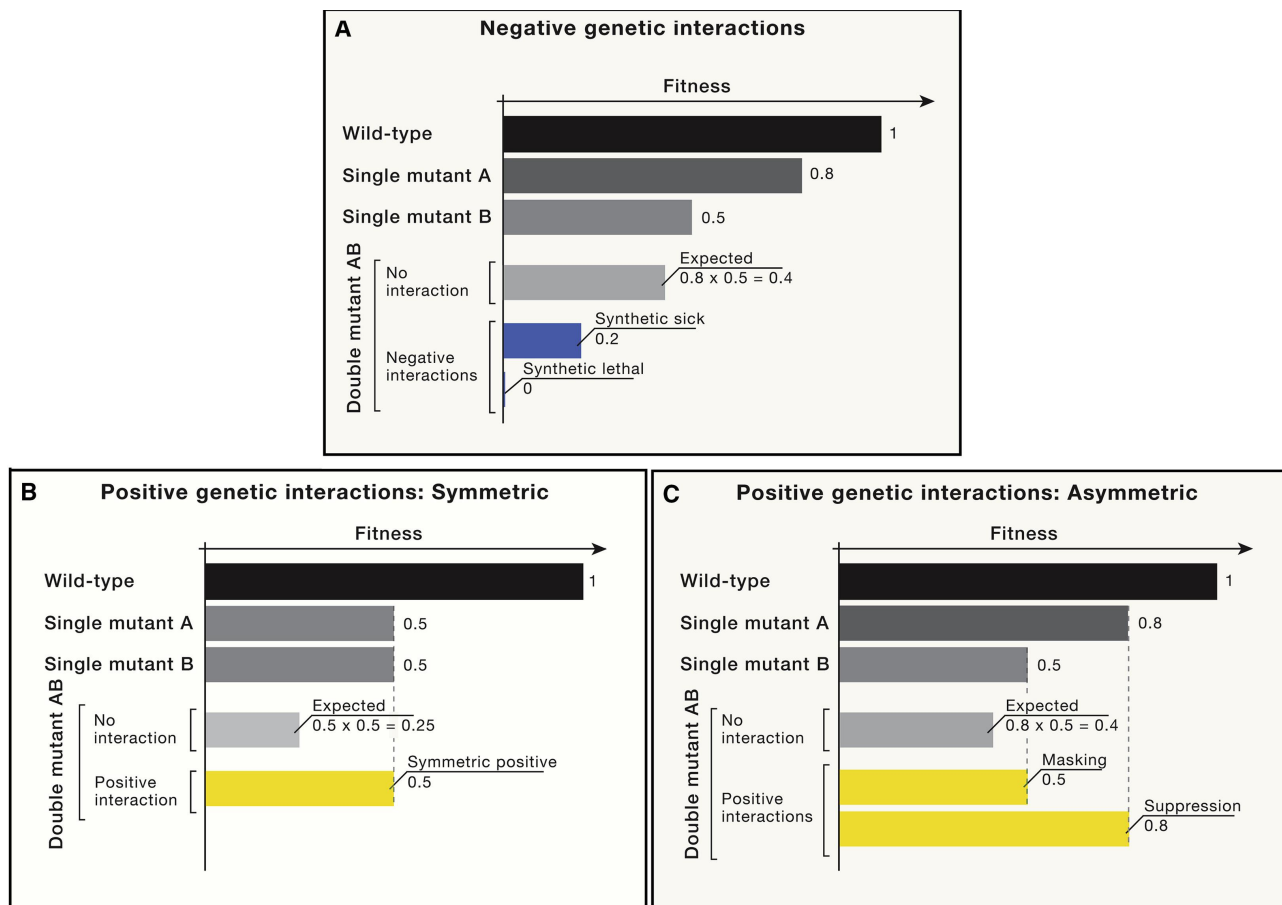 A
Negative genetic interactions
Fitness
Wild-type
1
Single mutant A
0.8
Single mutant B
0.5
Double mutant AB
No
interaction
Expected
0.8 x 0.5 = 0.4
Negative
interactions
Synthetic sick
0.2
Synthetic lethal
0
B
Positive genetic interactions: Symmetric
Fitness
Wild-type
1
Single mutant A
0.5
Single mutant B
0.5
Double mutant AB
No
interaction
Expected
0.5 x 0.5 = 0.25
Positive
interaction
Symmetric positive
0.5
C
Positive genetic interactions: Asymmetric
Fitness
Wild-type
1
Single mutant A
0.8
Single mutant B
0.5
Double mutant AB
No
interaction
Expected
0.8 x 0.5 = 0.4
Positive
interactions
Masking
0.5
Suppression
0.8